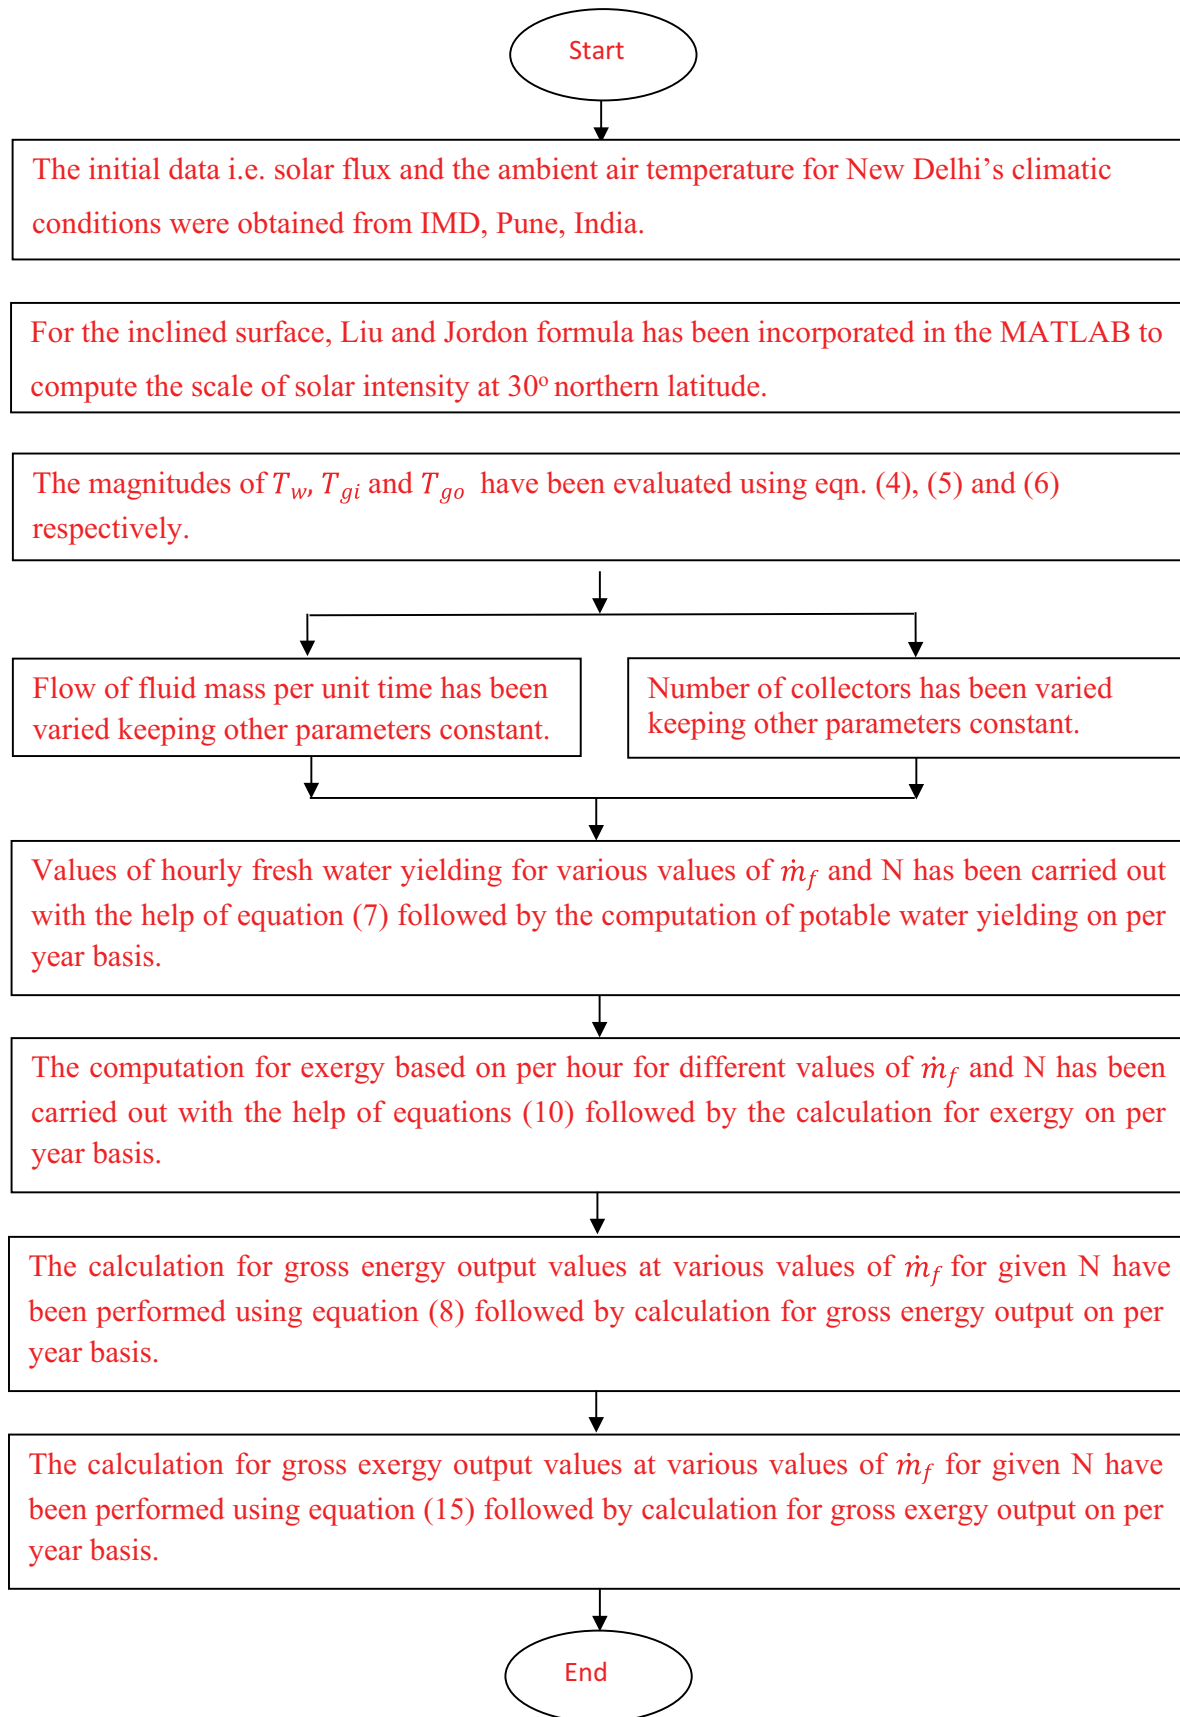 Start
The initial data i.e. solar flux and the ambient air temperature for New Delhi’s climatic
conditions were obtained from IMD, Pune, India.
For the inclined surface, Liu and Jordon formula has been incorporated in the MATLAB to
compute the scale of solar intensity at 30º northern latitude.
The magnitudes of T_w, T_gi and T_go have been evaluated using eqn. (4), (5) and (6)
respectively.
Flow of fluid mass per unit time has been
varied keeping other parameters constant.
Number of collectors has been varied
keeping other parameters constant.
Values of hourly fresh water yielding for various values of ṁ_f and N has been carried out
with the help of equation (7) followed by the computation of potable water yielding on per
year basis.
The computation for exergy based on per hour for different values of ṁ_f and N has been
carried out with the help of equations (10) followed by the calculation for exergy on per
year basis.
The calculation for gross energy output values at various values of ṁ_f for given N have
been performed using equation (8) followed by calculation for gross energy output on per
year basis.
The calculation for gross exergy output values at various values of ṁ_f for given N have
been performed using equation (15) followed by calculation for gross exergy output on per
year basis.
End